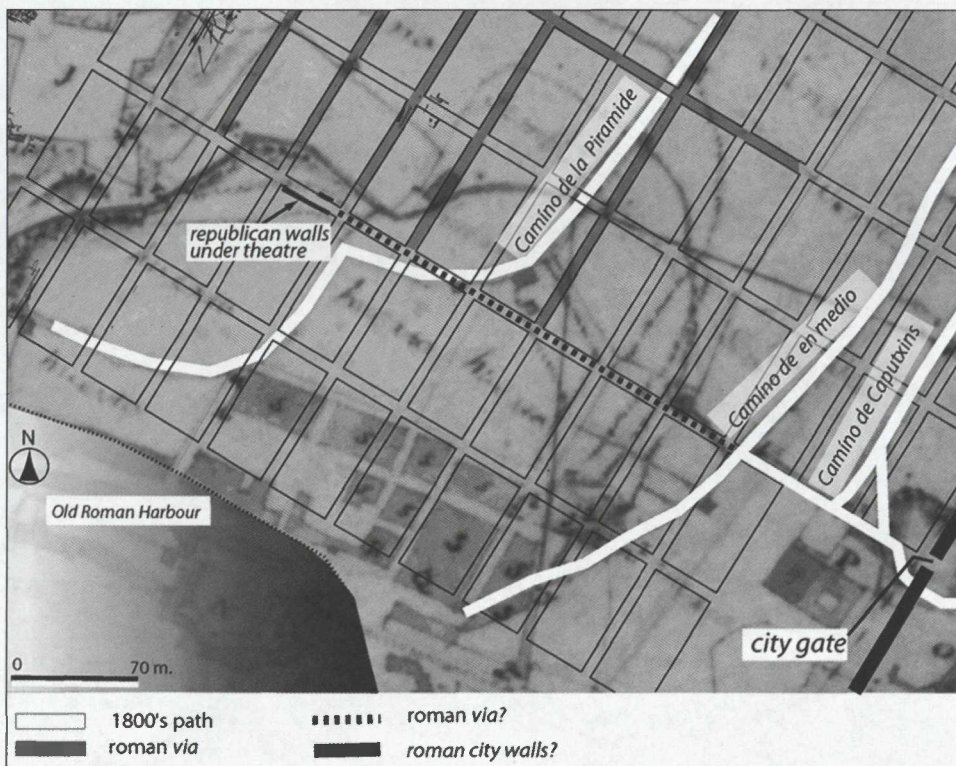 Camino de la Piramide
republican walls
under theatre
Camino de en medio
Camino de Caputxins
N
Old Roman Harbour
city gate
0 70 m.
1800's path
roman via?
roman via
roman city walls?